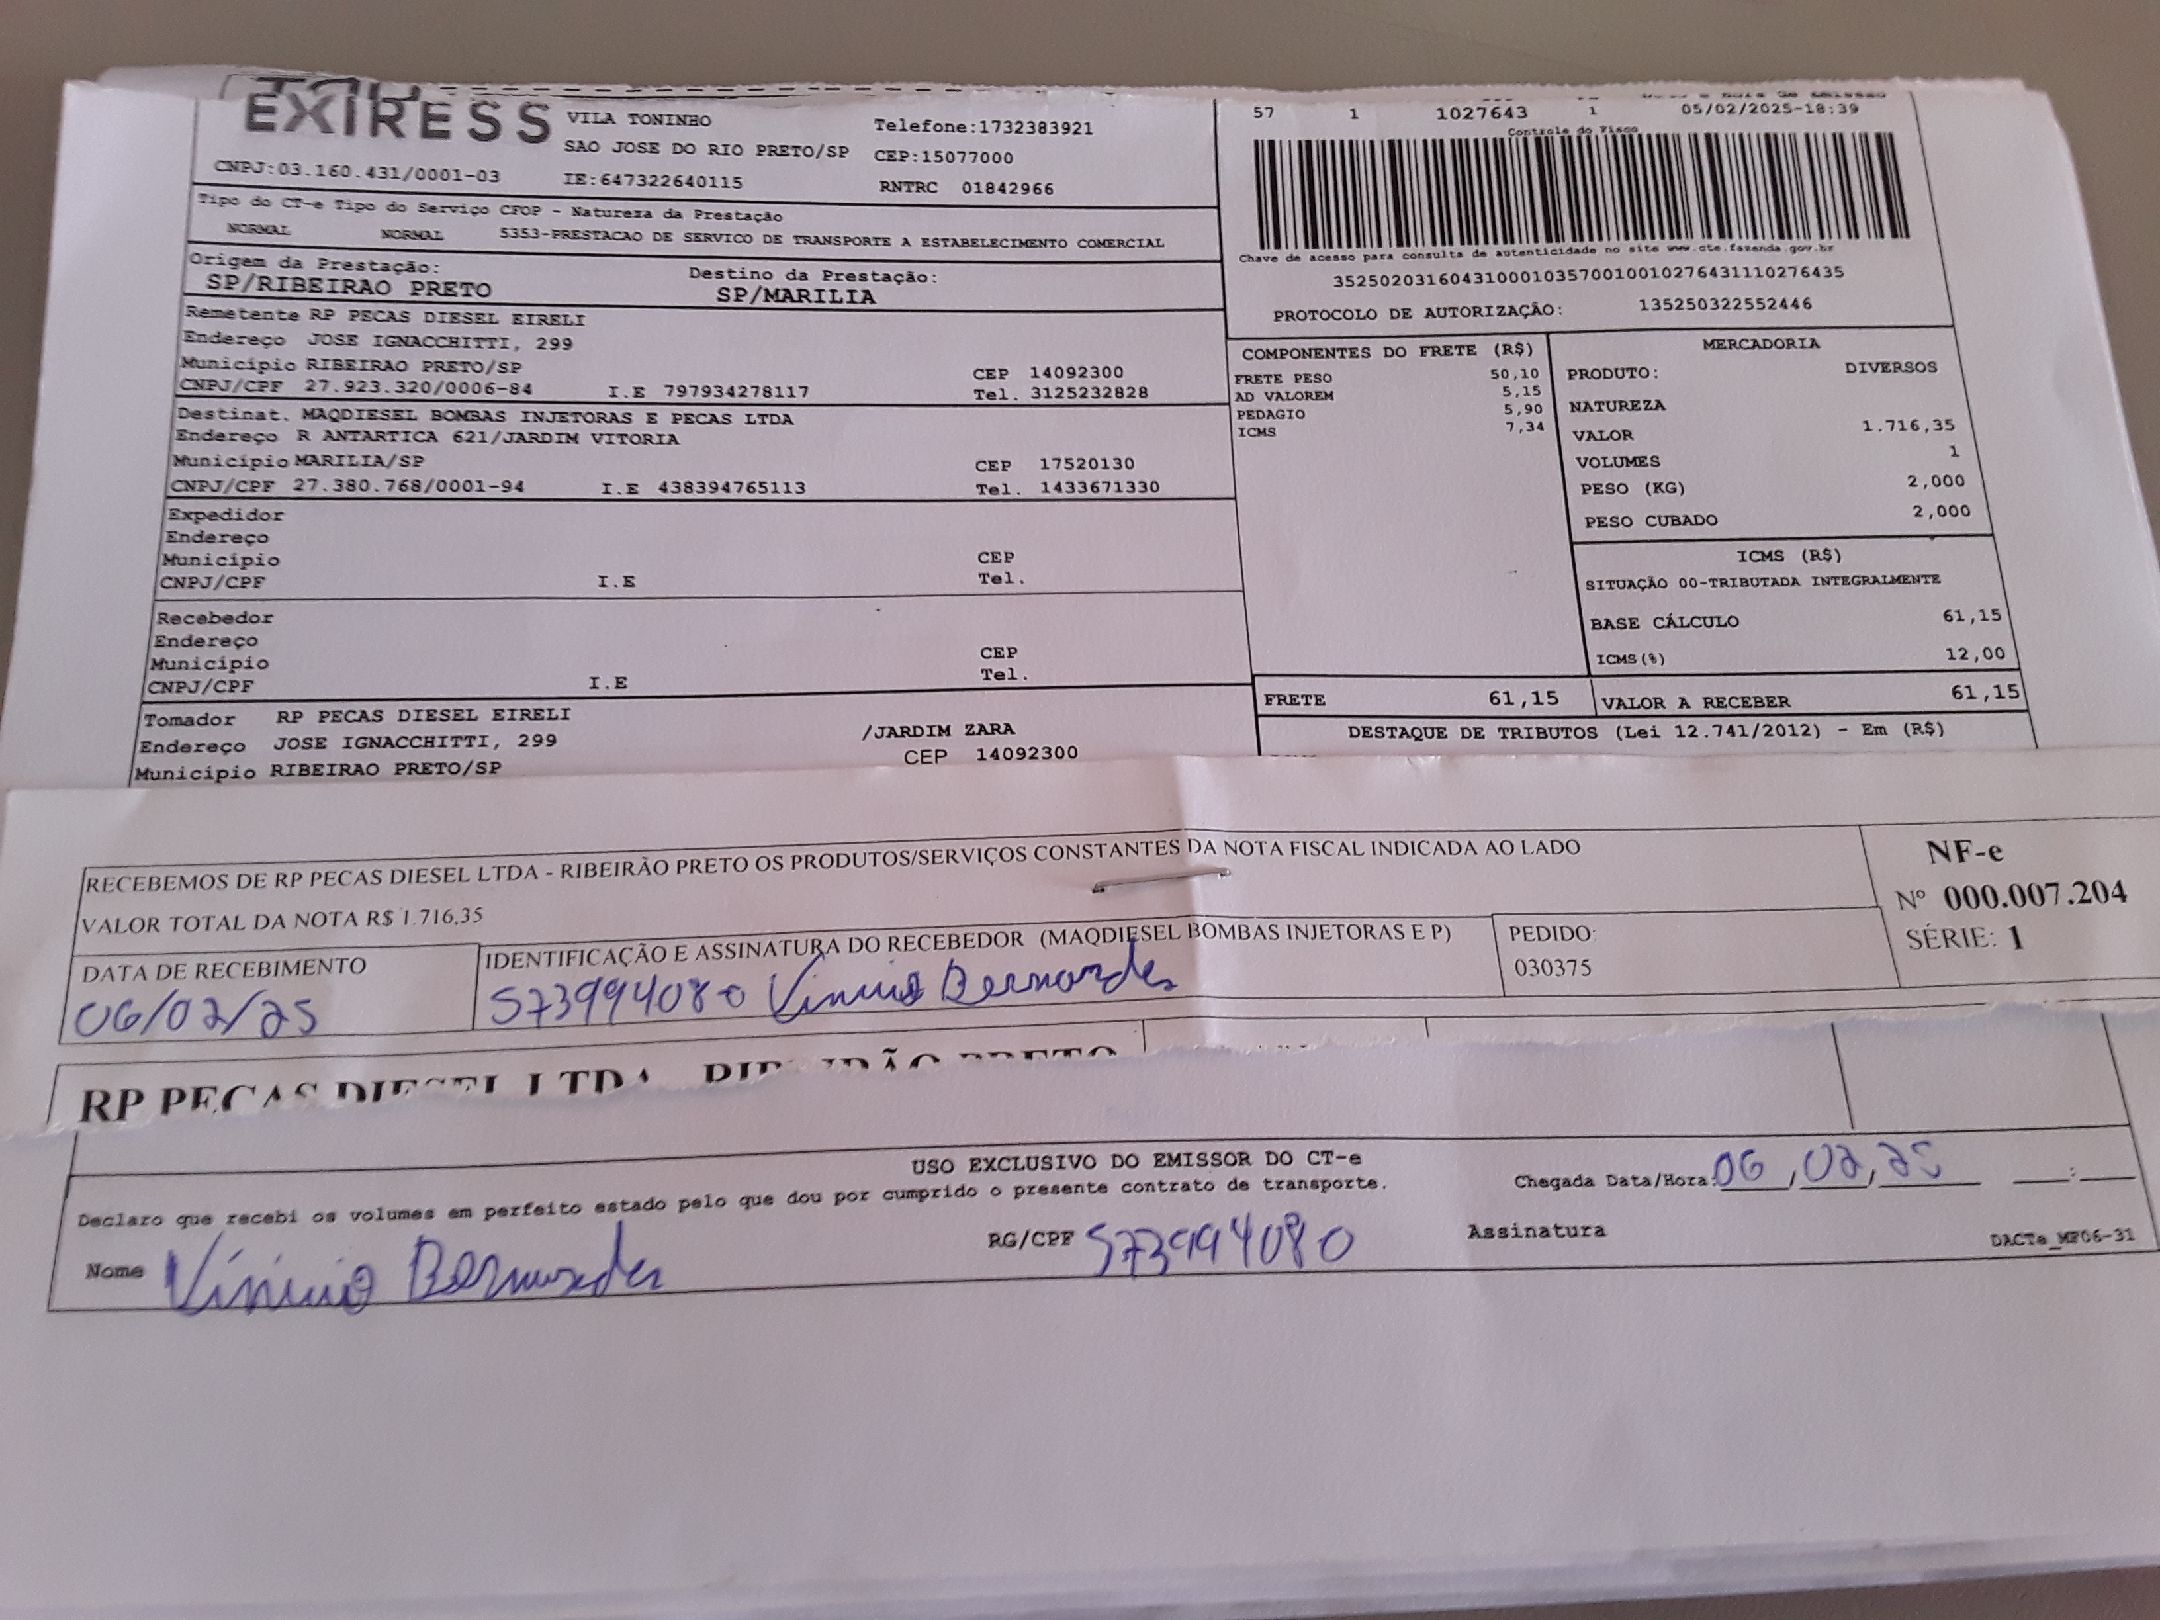 EXPRESS
VILA TONINHO
Telefone:1732383921
SAO JOSE DO RIO PRETO/SP CEP:15077000
CNPJ:03.160.431/0001-03 IE:647322640115 RNTRC 01842966
57 1 1027643 1 05/02/2025-18:39
Controle do Fisco
Chave de acesso para consulta de autenticidade no site www.cte.fazenda.gov.br
35250203160431000103570010010276431110276435
PROTOCOLO DE AUTORIZAÇÃO: 135250322552446
Tipo do CT-e Tipo do Serviço CFOP - Natureza da Prestação
NORMAL NORMAL 5353-PRESTACAO DE SERVICO DE TRANSPORTE A ESTABELECIMENTO COMERCIAL
Origem da Prestação: Destino da Prestação:
SP/RIBEIRAO PRETO SP/MARILIA
Remetente RP PECAS DIESEL EIRELI
Endereço JOSE IGNACCHITTI, 299
Município RIBEIRAO PRETO/SP CEP 14092300
CNPJ/CPF 27.923.320/0006-84 I.E 797934278117 Tel. 3125232828
Destinat. MAQDIESEL BOMBAS INJETORAS E PECAS LTDA
Endereço R ANTARTICA 621/JARDIM VITORIA
Município MARILIA/SP CEP 17520130
CNPJ/CPF 27.380.768/0001-94 I.E 438394765113 Tel. 1433671330
Expedidor
Endereço
Município CEP
CNPJ/CPF I.E Tel.
Recebedor
Endereço
Município CEP
CNPJ/CPF I.E Tel.
Tomador RP PECAS DIESEL EIRELI
Endereço JOSE IGNACCHITTI, 299 /JARDIM ZARA
Município RIBEIRAO PRETO/SP CEP 14092300
COMPONENTES DO FRETE (R$)
FRETE PESO 50,10
AD VALOREM 5,15
PEDAGIO 5,90
ICMS 7,34
MERCADORIA
PRODUTO: DIVERSOS
NATUREZA
VALOR 1.716,35
VOLUMES 1
PESO (KG) 2,000
PESO CUBADO 2,000
ICMS (R$)
SITUAÇÃO 00-TRIBUTADA INTEGRALMENTE
BASE CÁLCULO 61,15
ICMS(%) 12,00
FRETE 61,15 VALOR A RECEBER 61,15
DESTAQUE DE TRIBUTOS (Lei 12.741/2012) - Em (R$)
RECEBEMOS DE RP PECAS DIESEL LTDA - RIBEIRÃO PRETO OS PRODUTOS/SERVIÇOS CONSTANTES DA NOTA FISCAL INDICADA AO LADO
VALOR TOTAL DA NOTA R$ 1.716,35
NF-e
Nº 000.007.204
SÉRIE: 1
DATA DE RECEBIMENTO
06/02/25
IDENTIFICAÇÃO E ASSINATURA DO RECEBEDOR (MAQDIESEL BOMBAS INJETORAS E P)
573994080 Vinicio Bernardes
PEDIDO:
030375
RP PECAS DIESEL LTDA - RIBEIRÃO PRETO
USO EXCLUSIVO DO EMISSOR DO CT-e
Declaro que recebi os volumes em perfeito estado pelo que dou por cumprido o presente contrato de transporte.
Chegada Data/Hora: 06,02,25 :
Nome Vinicio Bernardes RG/CPF 573994080 Assinatura
DACTe_MF06-31